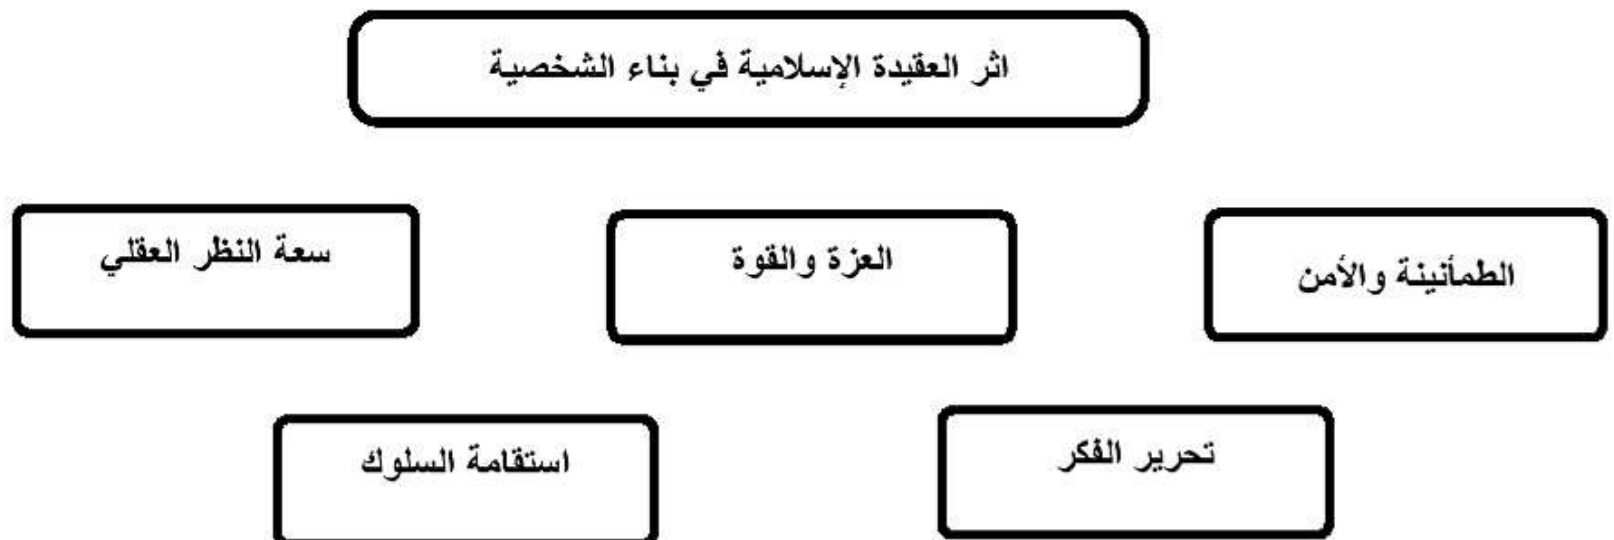 اثر العقيدة الإسلامية في بناء الشخصية
الطمأنينة والأمن
العزة والقوة
سعة النظر العقلي
تحرير الفكر
استقامة السلوك